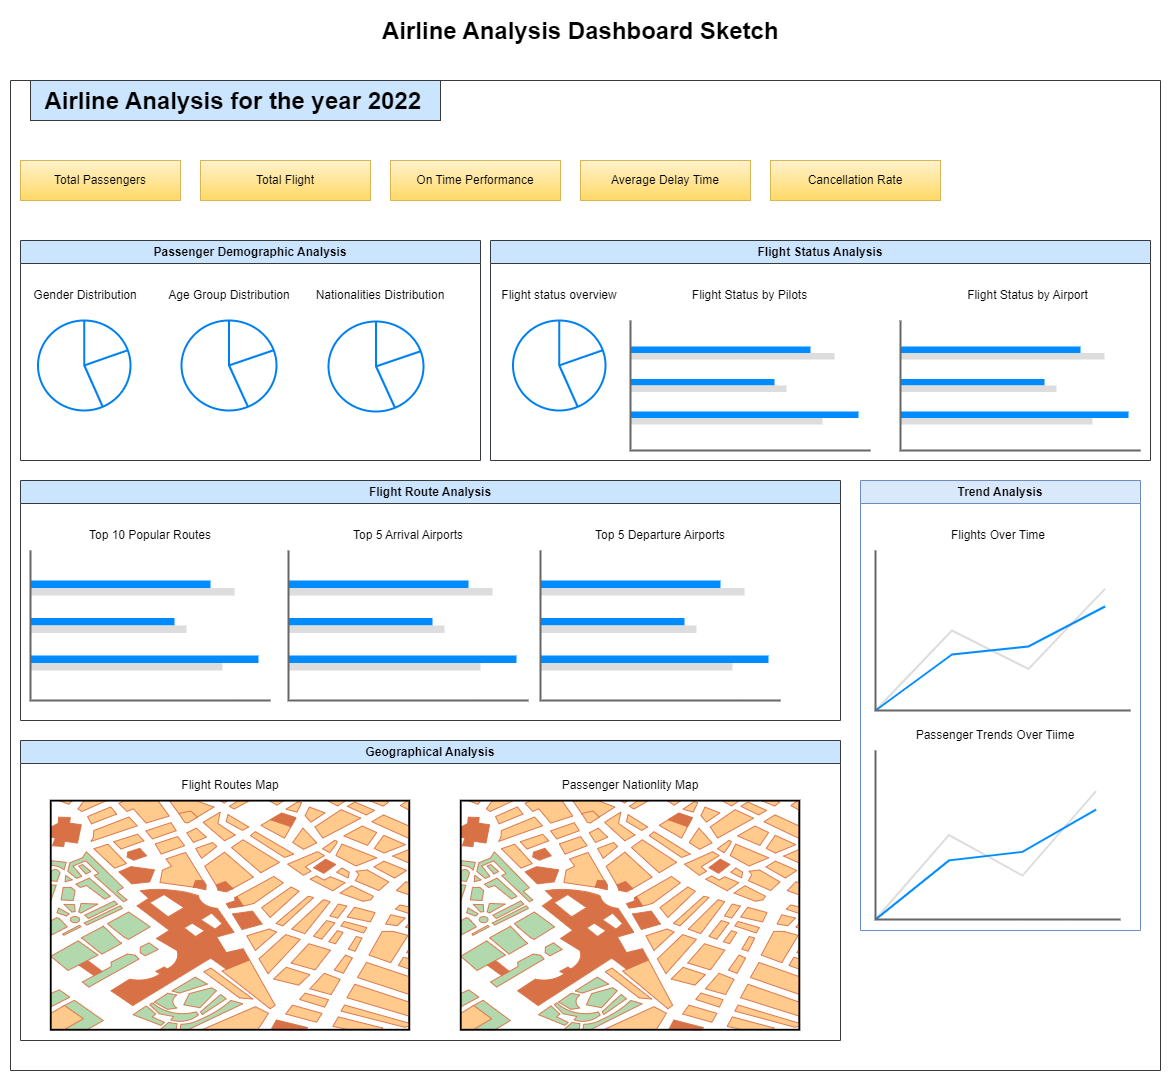 Airline Analysis Dashboard Sketch
Airline Analysis for the year 2022
Total Passengers
Total Flight
On Time Performance
Average Delay Time
Cancellation Rate
Passenger Demographic Analysis
Gender Distribution
Age Group Distribution
Nationalities Distribution
Flight Status Analysis
Flight status overview
Flight Status by Pilots
Flight Status by Airport
Flight Route Analysis
Top 10 Popular Routes
Top 5 Arrival Airports
Top 5 Departure Airports
Trend Analysis
Flights Over Time
Passenger Trends Over Tiime
Geographical Analysis
Flight Routes Map
Passenger Nationlity Map